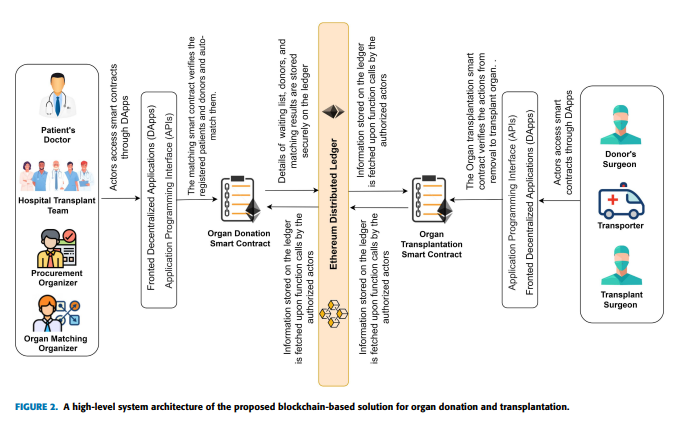 Patient's
Doctor
Hospital Transplant
Team
Procurement
Organizer
Organ Matching
Organizer
Actors access smart contracts
through DApps
Fronted Decentralized Applications (DApps)
Application Programming Interface (APIs)
The matching smart contract verifies the
registered patients and donors and auto-
match them.
Organ Donation
Smart Contract
Details of waiting list, donors, and
matching results are stored
securely on the ledger
Information stored on the ledger
is fetched upon function calls by the
authorized actors
Ethereum Distributed Ledger
Information stored on the ledger
is fetched upon function calls by the
authorized actors
Information stored on the ledger
is fetched upon function calls by the
authorized actors
Organ
Transplantation
Smart Contract
The Organ transplantation smart
contract verifies the actions from
removal to transplant organ. .
Application Programming Interface (APIs)
Fronted Decentralized Applications (DApps)
Actors access smart
contracts through DApps
Donor's
Surgeon
Transporter
Transplant
Surgeon
FIGURE 2. A high-level system architecture of the proposed blockchain-based solution for organ donation and transplantation.